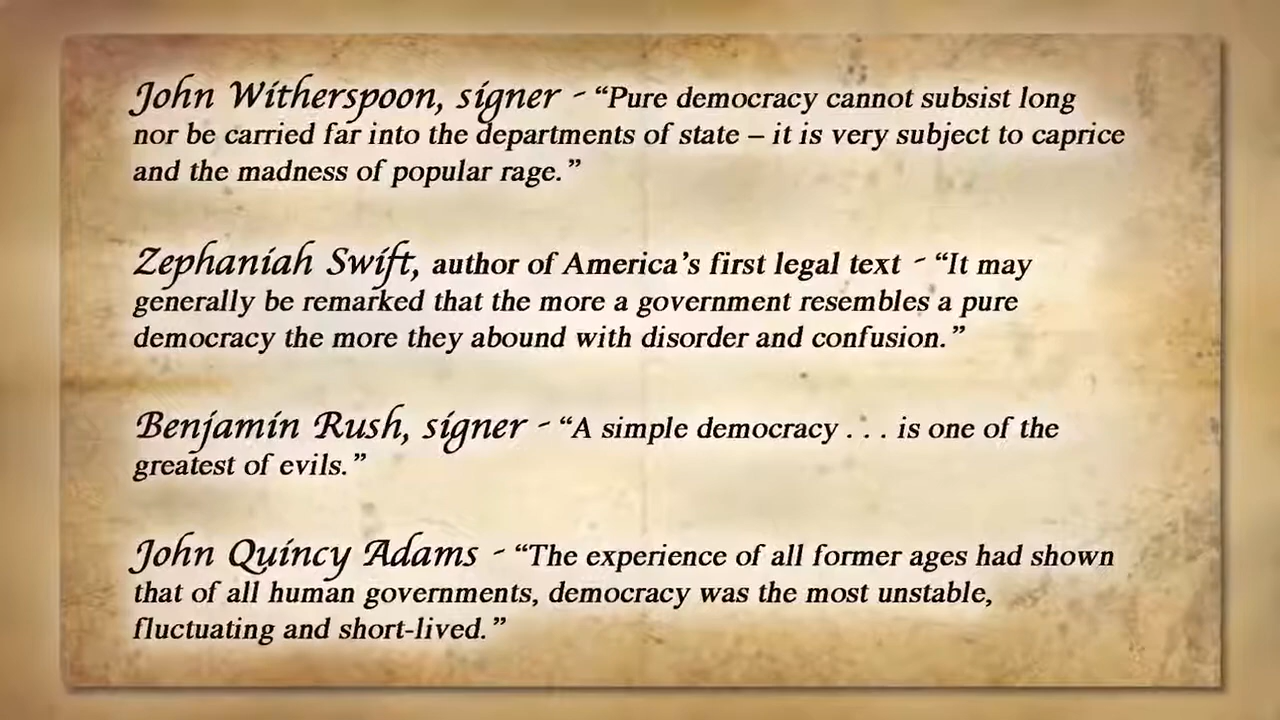 John Witherspoon, signer - “Pure democracy cannot subsist long
nor be carried far into the departments of state – it is very subject to caprice
and the madness of popular rage.”
Zephaniah Swift, author of America’s first legal text - “It may
generally be remarked that the more a government resembles a pure
democracy the more they abound with disorder and confusion.”
Benjamin Rush, signer - “A simple democracy . . . is one of the
greatest of evils.”
John Quincy Adams - “The experience of all former ages had shown
that of all human governments, democracy was the most unstable,
fluctuating and short-lived.”